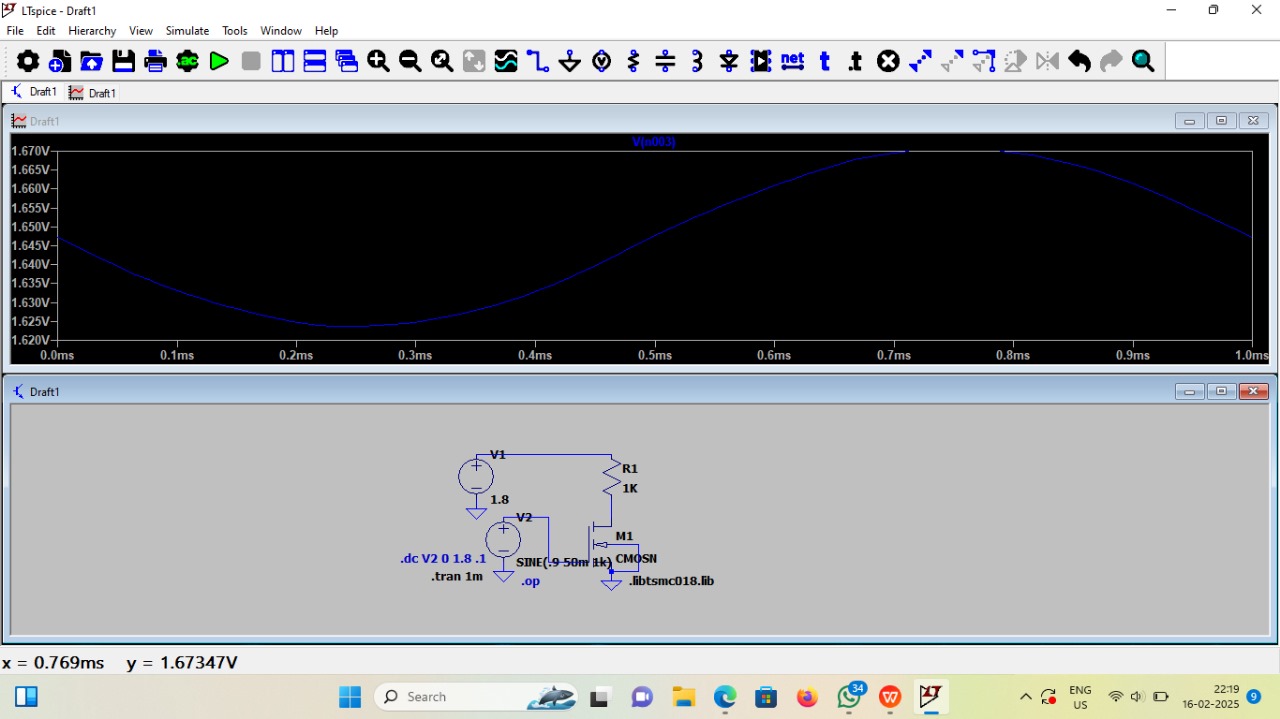 LTspice - Draft1
File Edit Hierarchy View Simulate Tools Window Help
.ac net t .t
Draft1 Draft1
Draft1
V(n003)
1.670V
1.665V
1.660V
1.655V
1.650V
1.645V
1.640V
1.635V
1.630V
1.625V
1.620V
0.0ms 0.1ms 0.2ms 0.3ms 0.4ms 0.5ms 0.6ms 0.7ms 0.8ms 0.9ms 1.0ms
Draft1
V1
R1
1K
1.8
V2
M1
.dc V2 0 1.8 .1
SINE(.9 50m 1k)
CMOSN
.tran 1m
.op
.libtsmc018.lib
x = 0.769ms y = 1.67347V
Search
34
ENG
US
22:19
16-02-2025
9